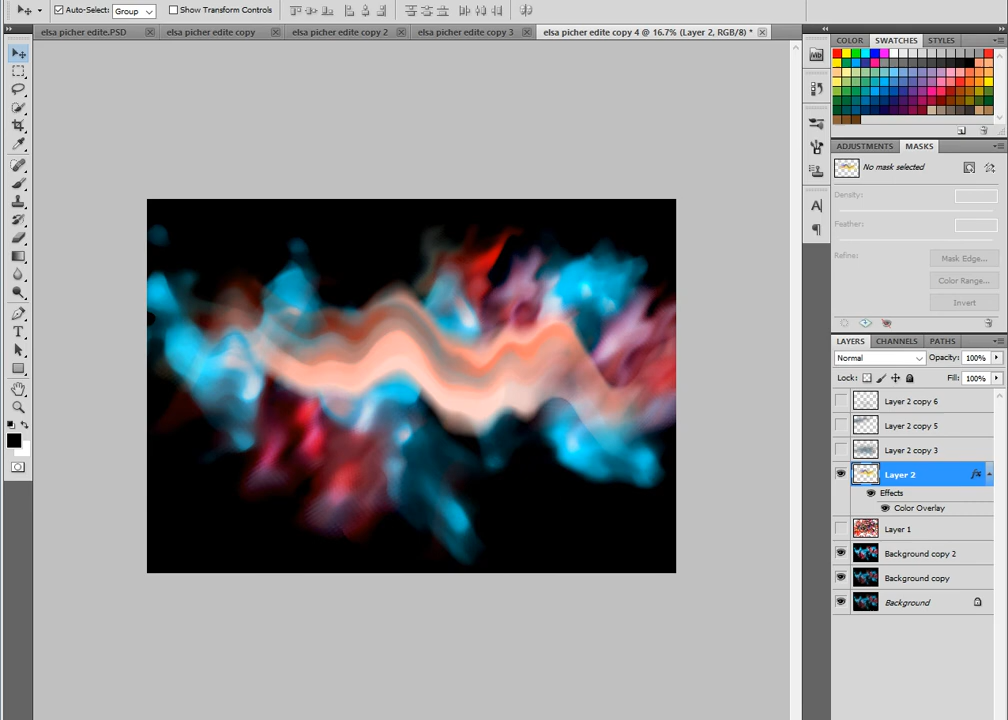 Auto-Select: Group Show Transform Controls
elsa picher edite.PSD elsa picher edite copy elsa picher edite copy 2 elsa picher edite copy 3 elsa picher edite copy 4 @ 16.7% (Layer 2, RGB/8) *
COLOR SWATCHES STYLES
ADJUSTMENTS MASKS
No mask selected
Density:
Feather:
Refine: Mask Edge...
Color Range...
Invert
LAYERS CHANNELS PATHS
Normal Opacity: 100%
Lock: Fill: 100%
Layer 2 copy 6
Layer 2 copy 5
Layer 2 copy 3
Layer 2 fx
Effects
Color Overlay
Layer 1
Background copy 2
Background copy
Background